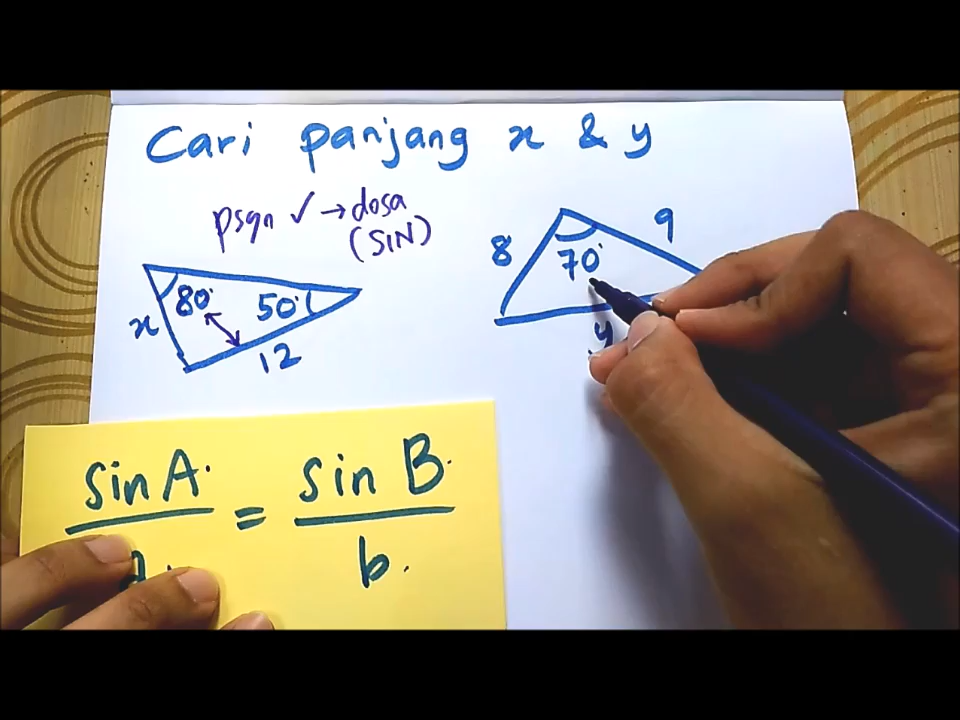 Cari panjang x & y
psgn ✓ → dosa
(SIN)
80° 50°
x
12
8 9
70°
y
sin A = sin B
b